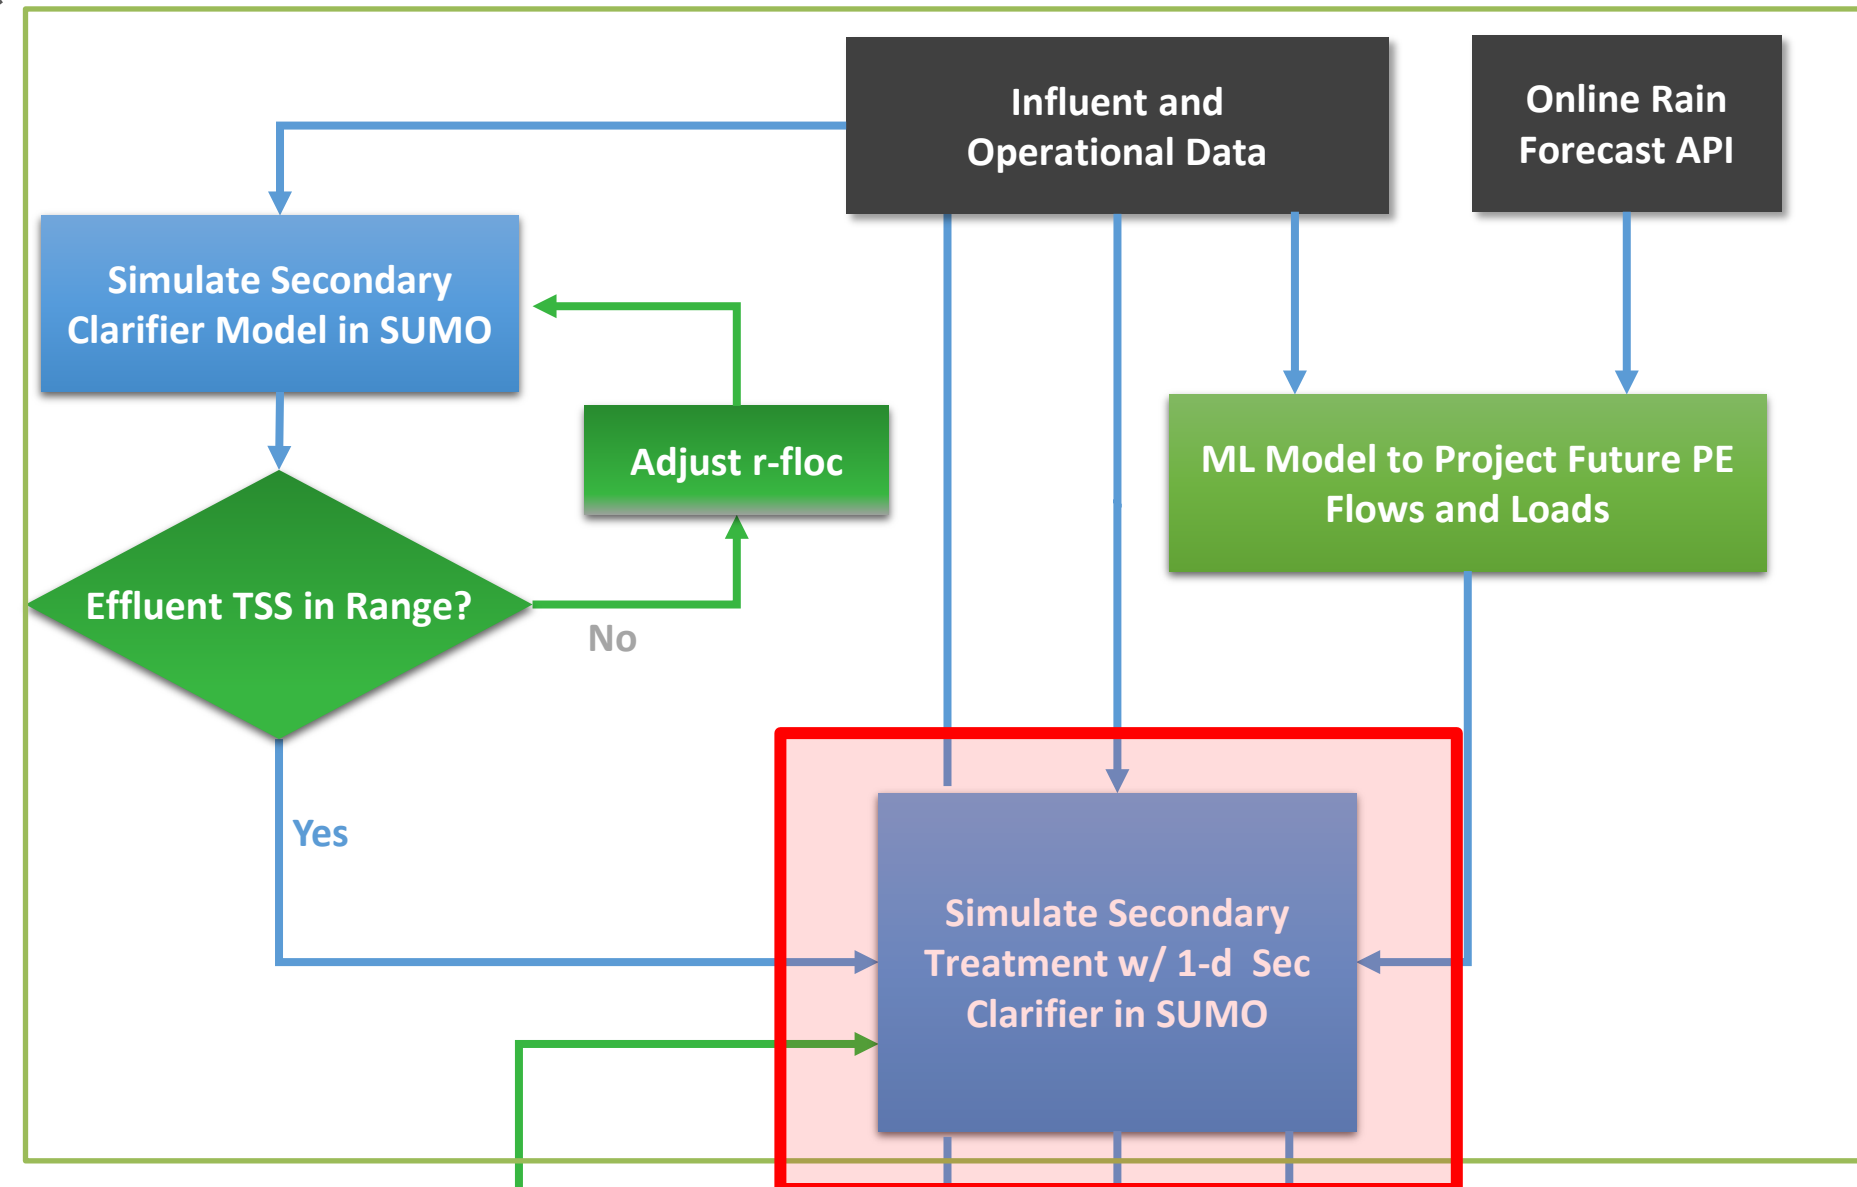 Influent and
Operational Data
Online Rain
Forecast API
Simulate Secondary
Clarifier Model in SUMO
Adjust r-floc
ML Model to Project Future PE
Flows and Loads
Effluent TSS in Range?
No
Yes
Simulate Secondary
Treatment w/ 1-d Sec
Clarifier in SUMO